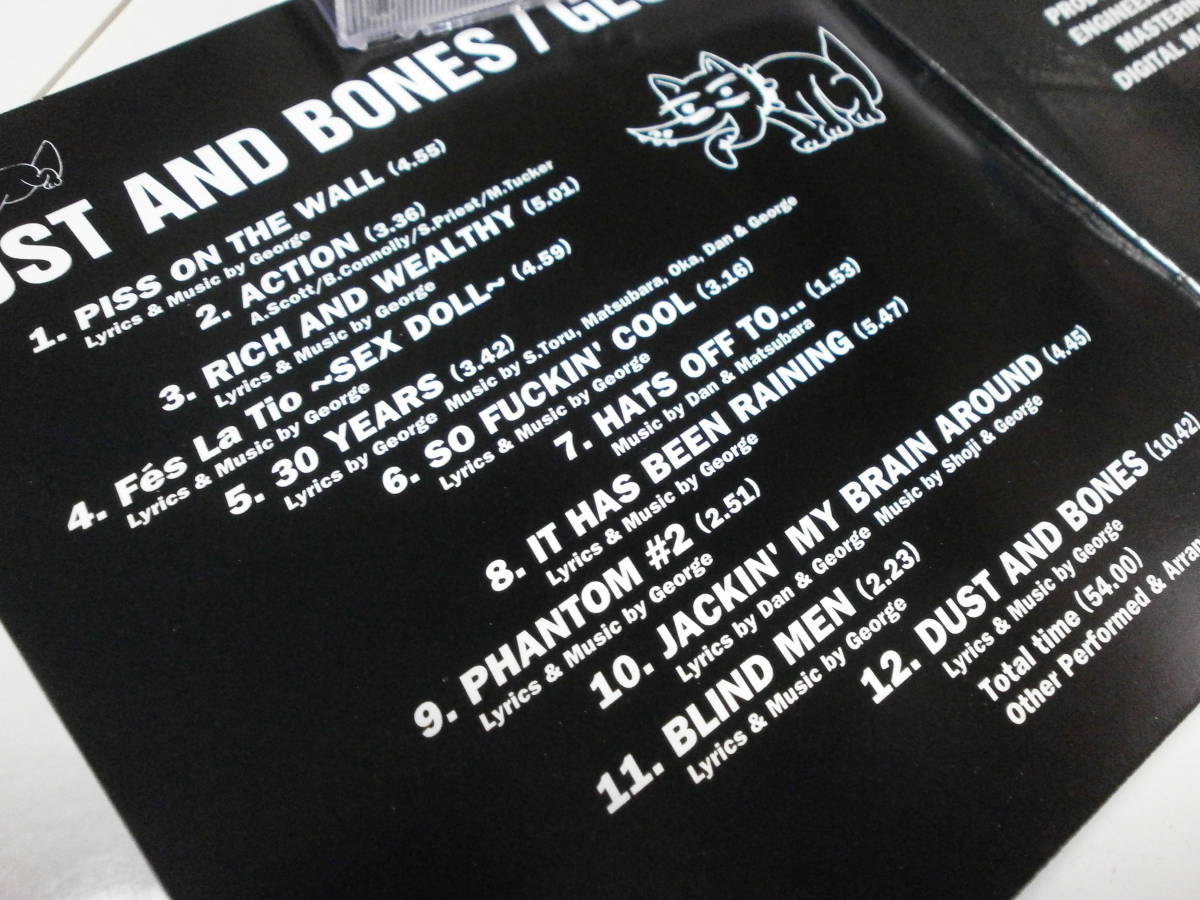 AND BONES /
1. PISS ON THE WALL (4.55)
Lyrics & Music by George
2. ACTION (3.36)
A.Scott/B.Connolly/S.Priest/M.Tucker
3. RICH AND WEALTHY (5.01)
Lyrics & Music by George
4. Fés La Tio ~SEX DOLL~ (4.59)
Lyrics & Music by George
5. 30 YEARS (3.42)
Lyrics by George Music by S.Toru, Matsubara, Oka, Dan & George
6. SO FUCKIN' COOL (3.16)
Lyrics & Music by George
7. HATS OFF TO... (1.53)
Music by Dan & Matsubara
8. IT HAS BEEN RAINING (5.47)
Lyrics & Music by George
9. PHANTOM #2 (2.51)
Lyrics & Music by George
10. JACKIN' MY BRAIN AROUND (4.45)
Lyrics by Dan & George Music by Shoji & George
11. BLIND MEN (2.23)
Lyrics & Music by George
12. DUST AND BONES (10.42)
Lyrics & Music by George
Total time (54.00)
Other Performed &
DIGITAL